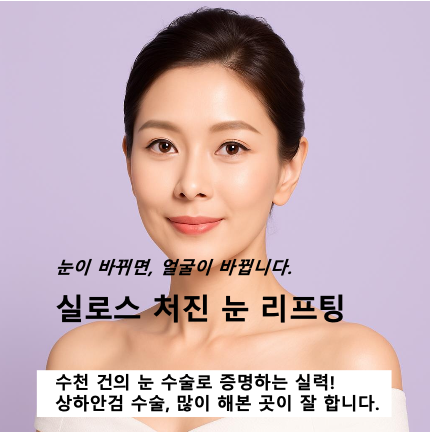 눈이 바뀌면, 얼굴이 바뀝니다.
실로스 처진 눈 리프팅
수천 건의 눈 수술로 증명하는 실력!
상하안검 수술, 많이 해본 곳이 잘 합니다.